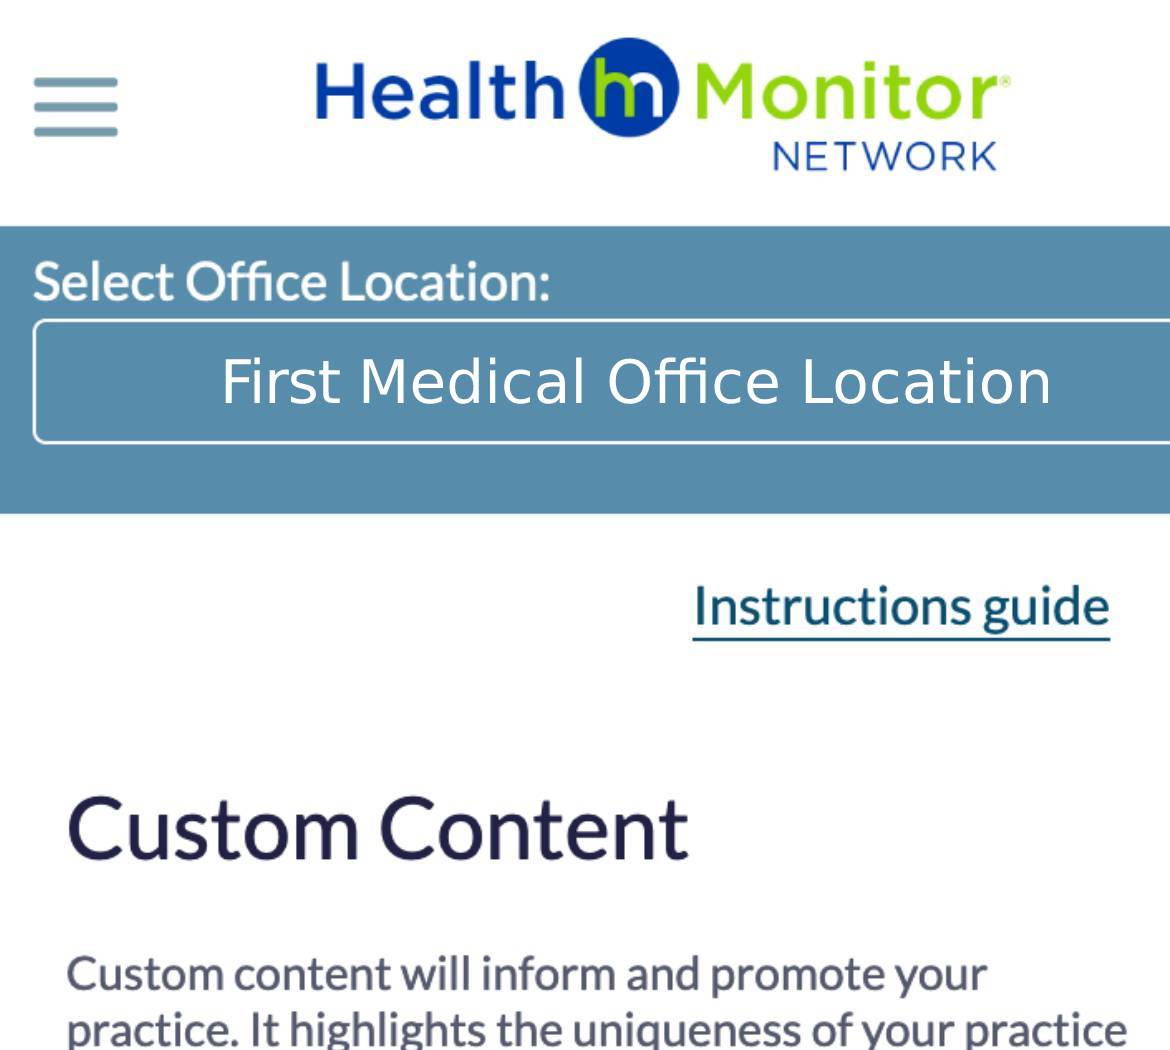 Health hm Monitor®
NETWORK
Select Office Location:
First Medical Office Location
Instructions guide
Custom Content
Custom content will inform and promote your
practice. It highlights the uniqueness of your practice